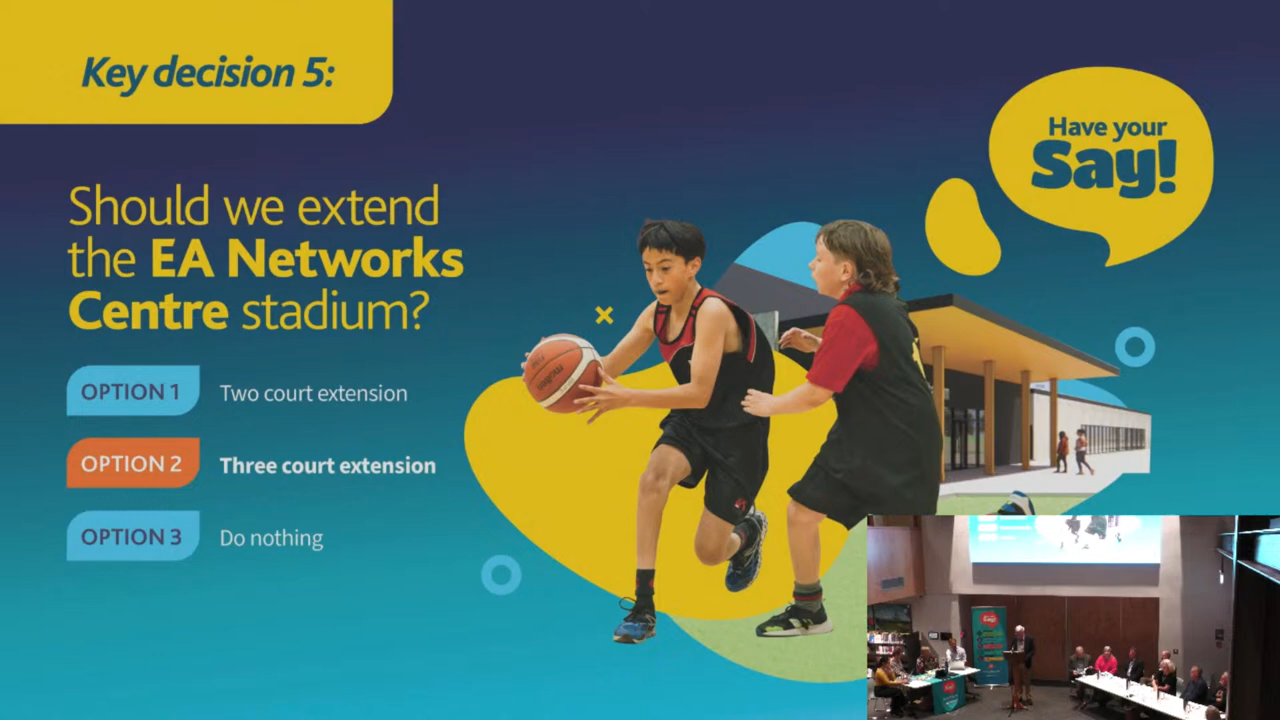 Key decision 5:
Have your
Say!
Should we extend
the EA Networks
Centre stadium?
OPTION 1
Two court extension
OPTION 2
Three court extension
OPTION 3
Do nothing
molten